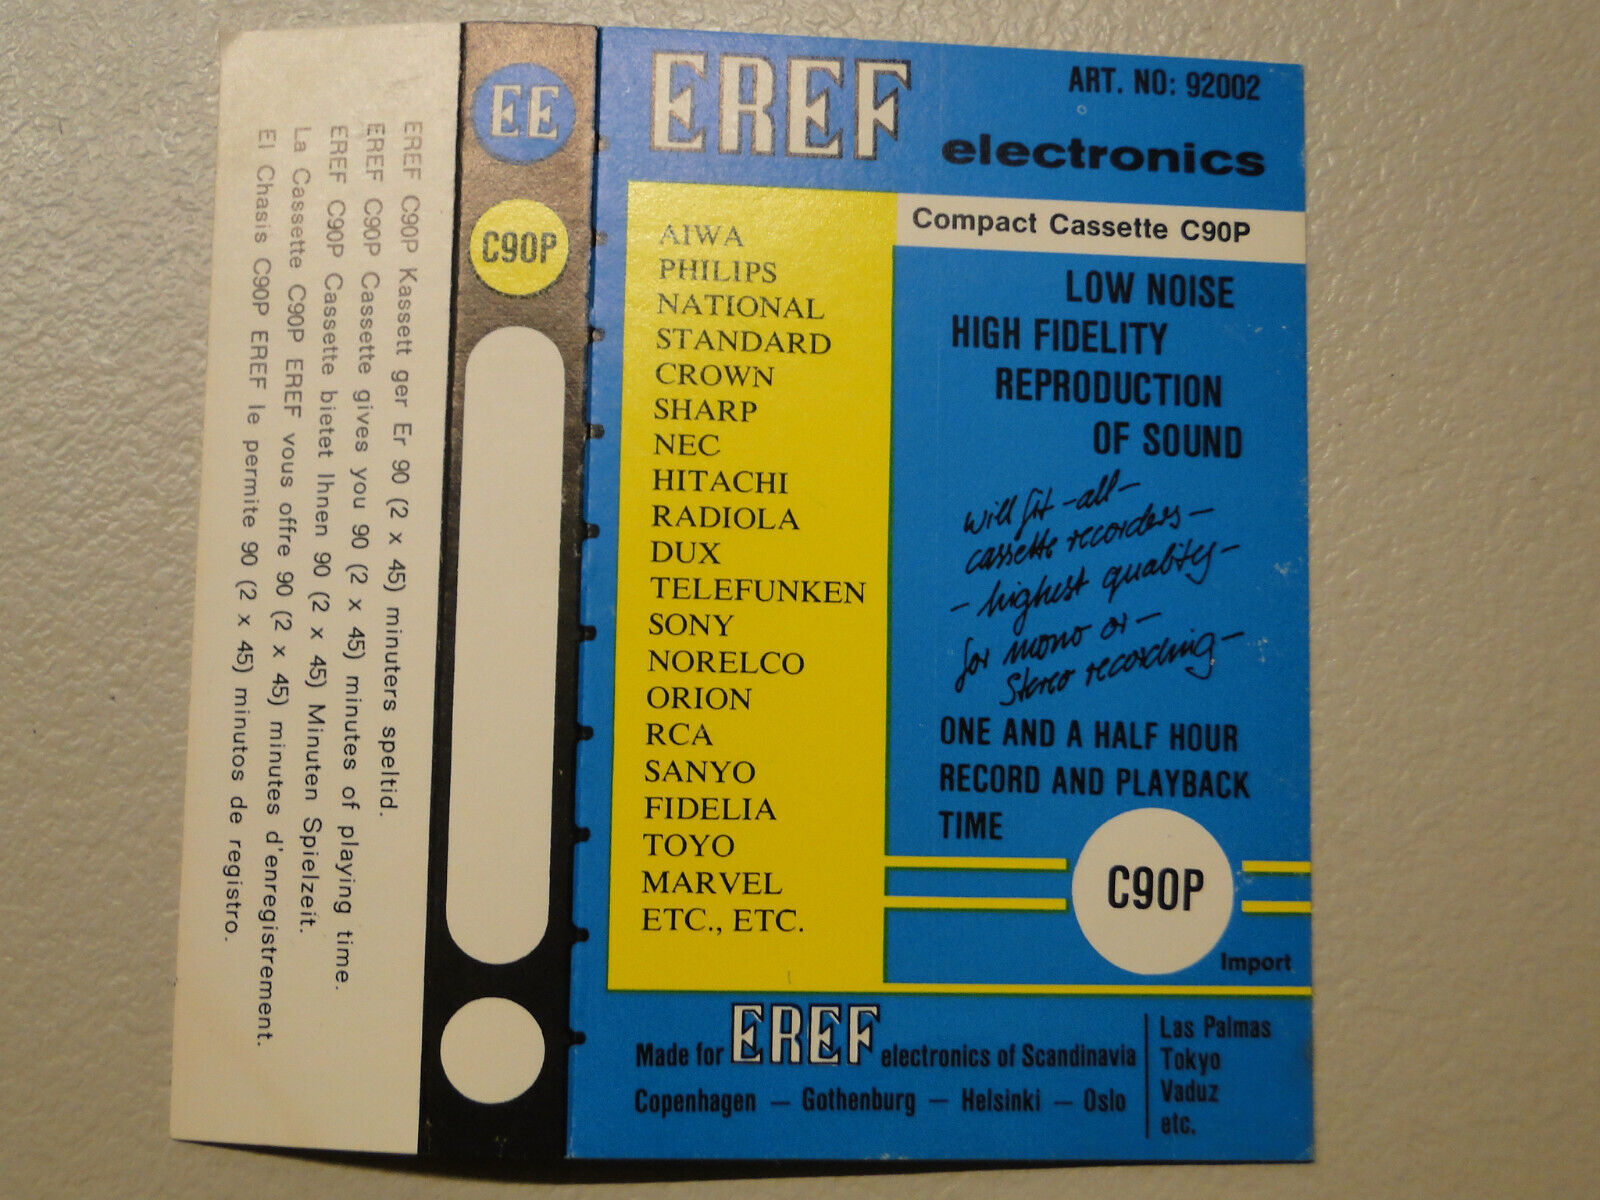 EREF C90P Kassett ger Er 90 (2 x 45) minuters speltid.
EREF C90P Cassette gives you 90 (2 x 45) minutes of playing time.
EREF C90P Cassette bietet Ihnen 90 (2 x 45) Minuten Spielzeit.
La Cassette C90P EREF vous offre 90 (2 x 45) minutes d'enregistrement.
El Chasis C90P EREF le permite 90 (2 x 45) minutos de registro.
EE
C90P
EREF
electronics
ART. NO: 92002
Compact Cassette C90P
AIWA
PHILIPS
NATIONAL
STANDARD
CROWN
SHARP
NEC
HITACHI
RADIOLA
DUX
TELEFUNKEN
SONY
NORELCO
ORION
RCA
SANYO
FIDELIA
TOYO
MARVEL
ETC., ETC.
LOW NOISE
HIGH FIDELITY
REPRODUCTION
OF SOUND
will fit -all-
cassette recorders-
- highest quality-
for mono or-
Stereo recording-
ONE AND A HALF HOUR
RECORD AND PLAYBACK
TIME
C90P
Import
Made for EREF electronics of Scandinavia
Copenhagen — Gothenburg — Helsinki — Oslo
Las Palmas
Tokyo
Vaduz
etc.